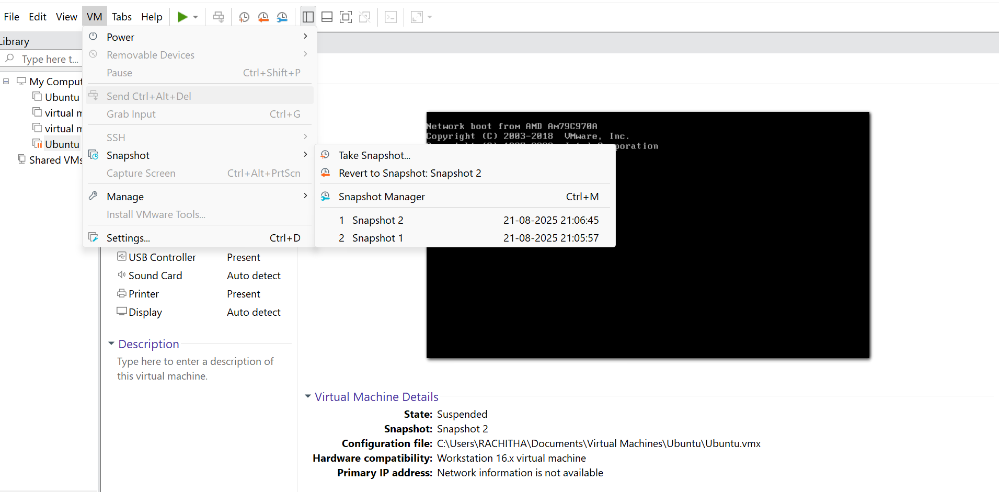 File Edit View VM Tabs Help
Library
Type here t...
My Comput
Ubuntu
virtual m
virtual m
Ubuntu
Shared VMs
Power
Removable Devices
Pause Ctrl+Shift+P
Send Ctrl+Alt+Del
Grab Input Ctrl+G
SSH
Snapshot
Capture Screen Ctrl+Alt+PrtScn
Manage
Install VMware Tools...
Settings... Ctrl+D
Take Snapshot...
Revert to Snapshot: Snapshot 2
Snapshot Manager Ctrl+M
1 Snapshot 2 21-08-2025 21:06:45
2 Snapshot 1 21-08-2025 21:05:57
USB Controller Present
Sound Card Auto detect
Printer Present
Display Auto detect
Description
Type here to enter a description of
this virtual machine.
Network boot from AMD Am79C970A
Copyright (C) 2003-2018 VMware, Inc.
poration
Virtual Machine Details
State: Suspended
Snapshot: Snapshot 2
Configuration file: C:\Users\RACHITHA\Documents\Virtual Machines\Ubuntu\Ubuntu.vmx
Hardware compatibility: Workstation 16.x virtual machine
Primary IP address: Network information is not available